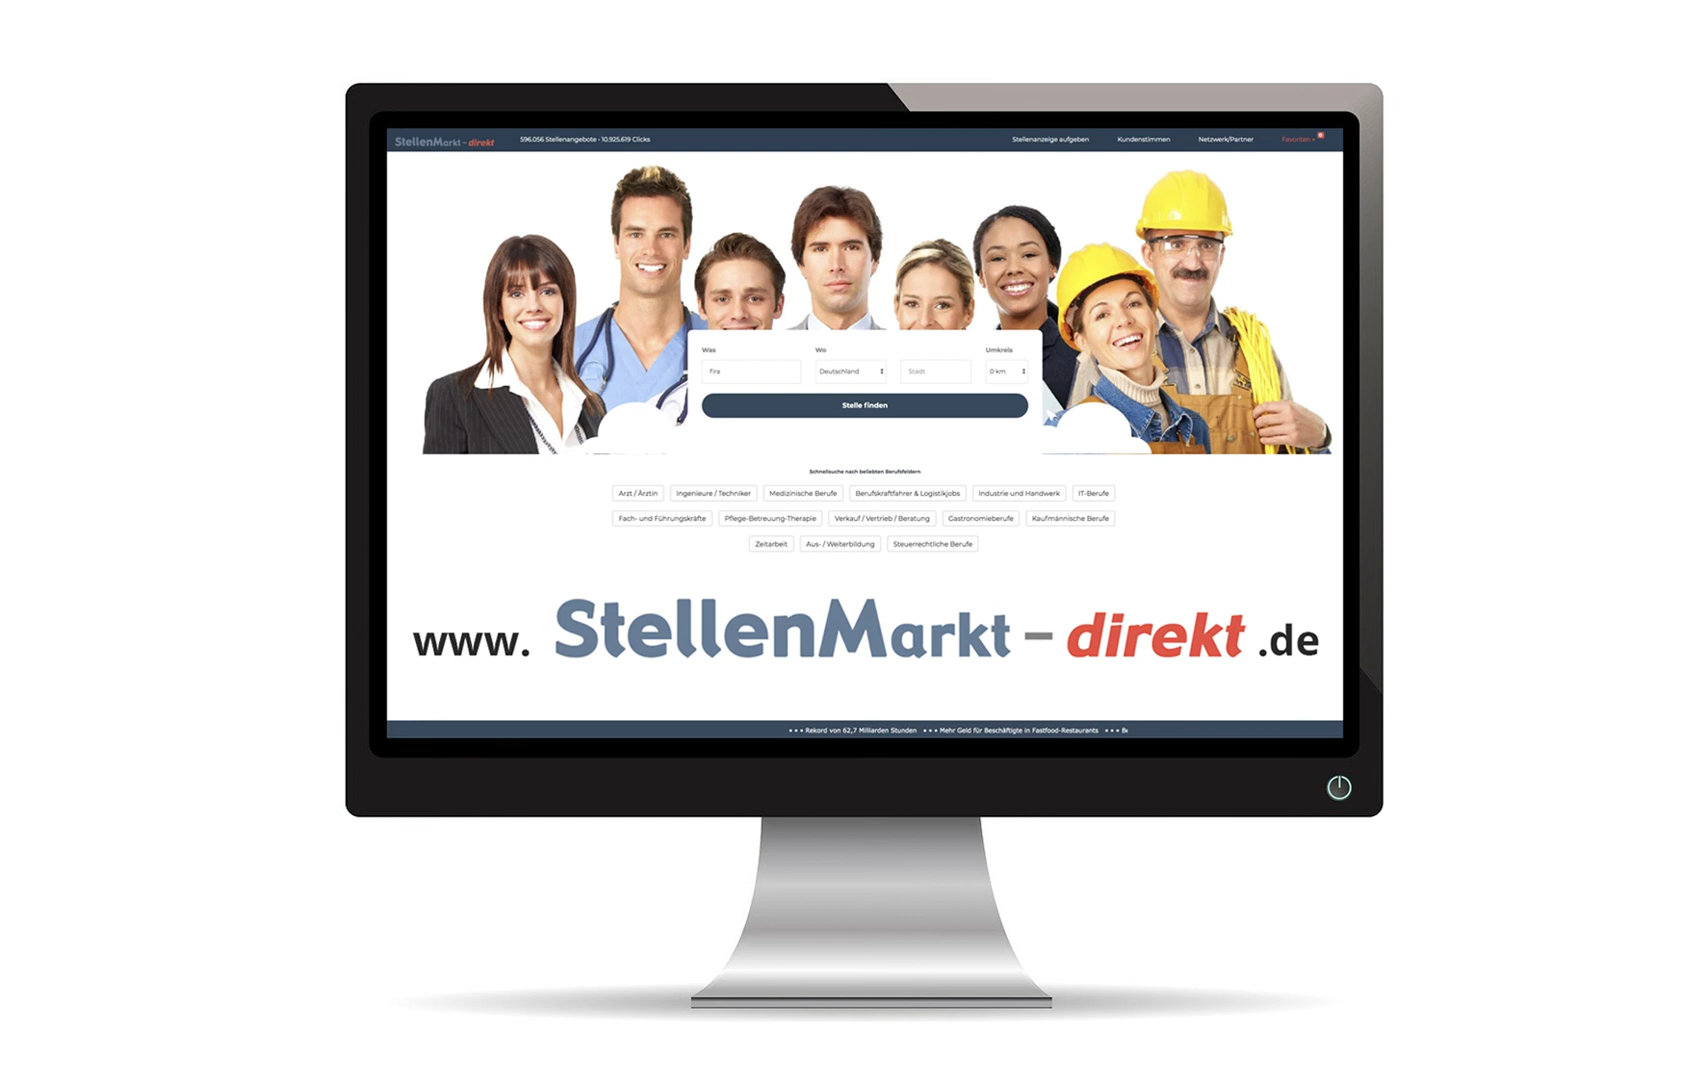 StellenMarkt - direkt 596.056 Stellenangebote • 10.925.619 Clicks Stellenanzeige aufgeben Kundenstimmen Netzwerk/Partner Favoriten
Was Wo Umkreis
fira Deutschland Stadt 0 km
Stelle finden
Schnellsuche nach beliebten Berufsfeldern
Arzt / Ärztin Ingenieure / Techniker Medizinische Berufe Berufskraftfahrer & Logistikjobs Industrie und Handwerk IT-Berufe
Fach- und Führungskräfte Pflege-Betreuung-Therapie Verkauf / Vertrieb / Beratung Gastronomieberufe Kaufmännische Berufe
Zeitarbeit Aus- / Weiterbildung Steuerrechtliche Berufe
www. StellenMarkt - direkt .de
• • • Rekord von 62,7 Milliarden Stunden • • • Mehr Geld für Beschäftigte in Fastfood-Restaurants • • •